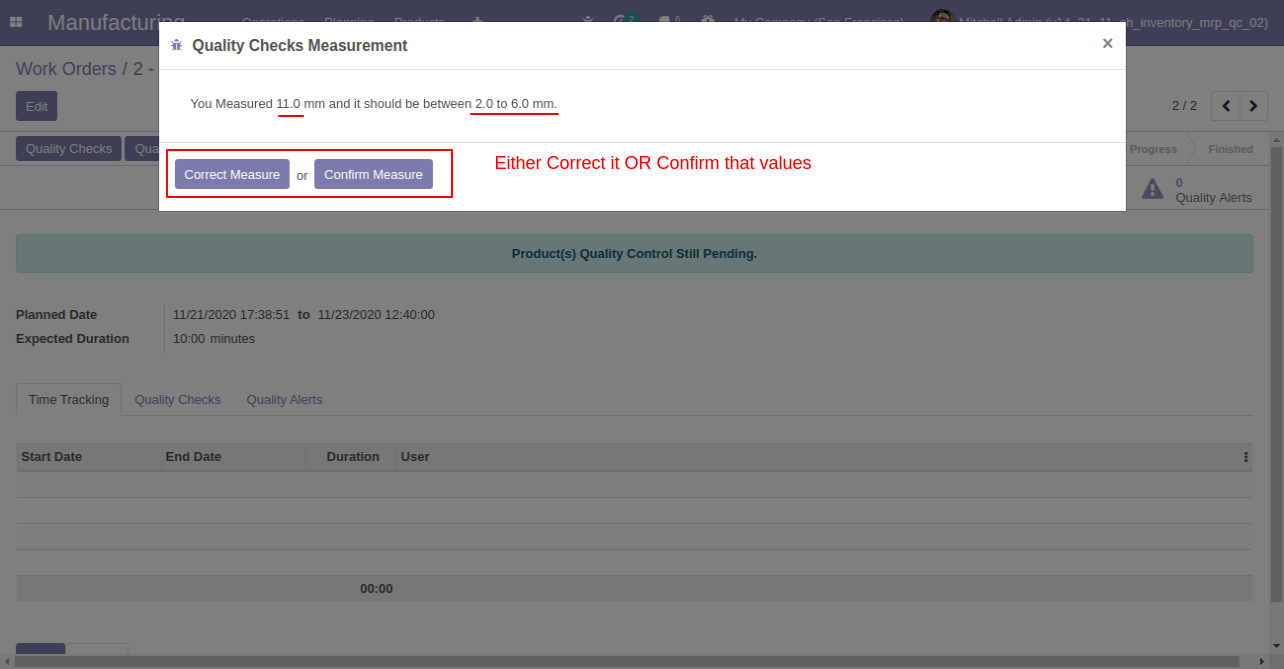 Manufacturing Operations Planning Products 2 6 My Company (San Francisco) Mitchell Admin
Quality Checks Measurement ×
Work Orders / 2 -
You Measured 11.0 mm and it should be between 2.0 to 6.0 mm.
Edit 2 / 2
Quality Checks Progress Finished
Correct Measure or Confirm Measure
Either Correct it OR Confirm that values
0
Quality Alerts
Product(s) Quality Control Still Pending.
Planned Date 11/21/2020 17:38:51 to 11/23/2020 12:40:00
Expected Duration 10:00 minutes
Time Tracking Quality Checks Quality Alerts
Start Date End Date Duration User
00:00